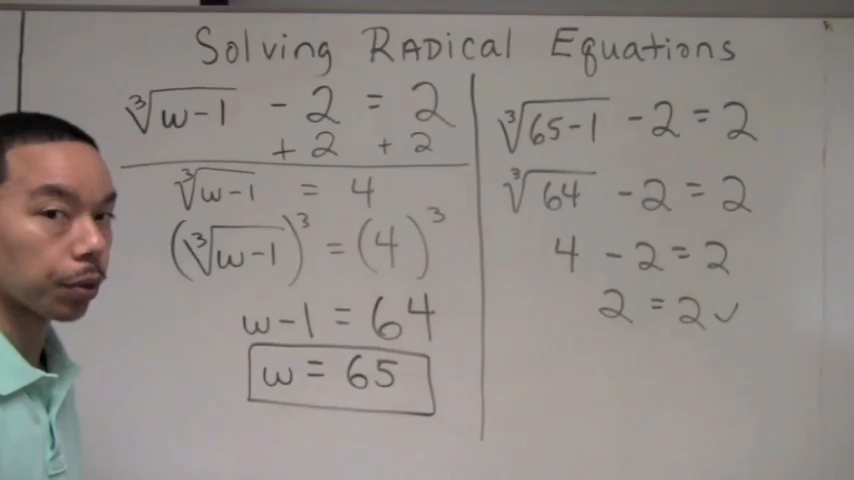 Solving Radical Equations
∛(w-1) - 2 = 2
+ 2 + 2
∛(w-1) = 4
(∛(w-1))³ = (4)³
w-1 = 64
w = 65
∛(65-1) - 2 = 2
∛64 - 2 = 2
4 - 2 = 2
2 = 2 ✓